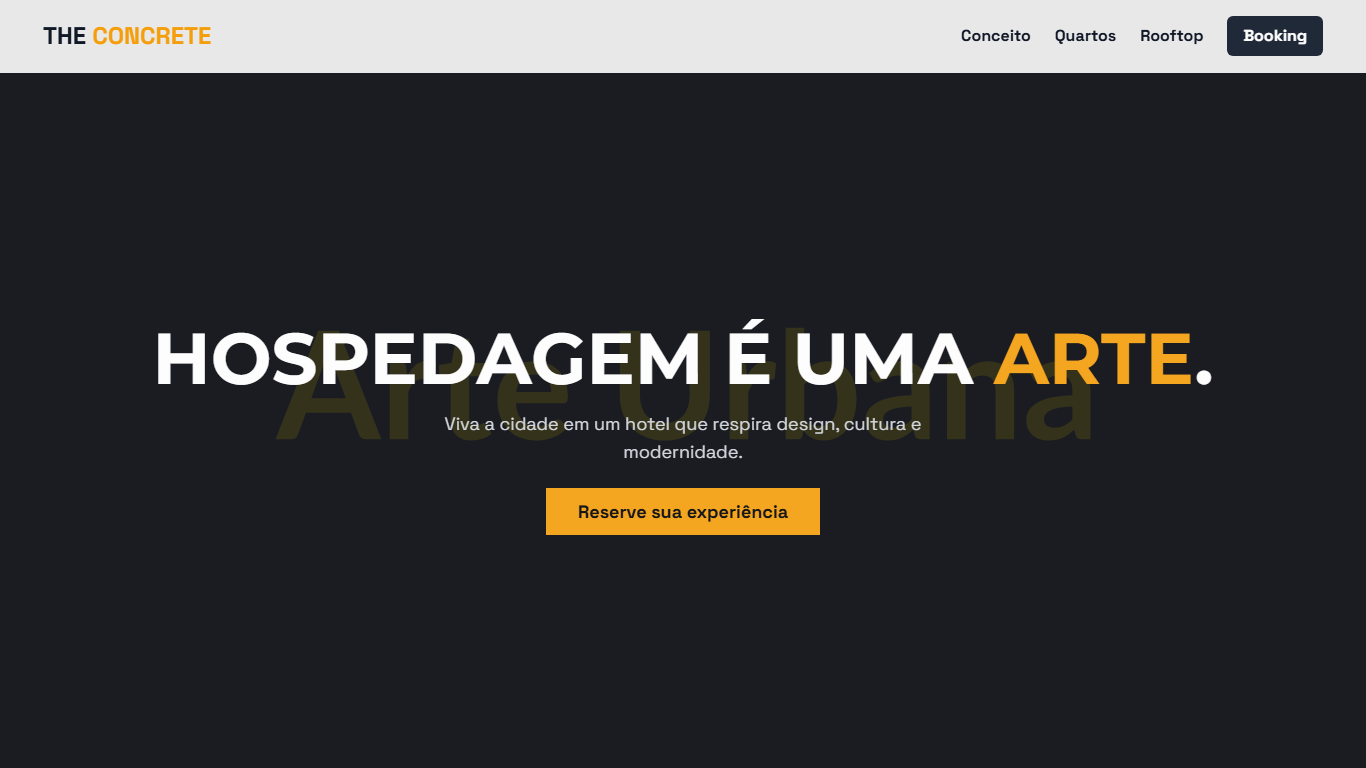 THE CONCRETE
Conceito Quartos Rooftop Booking
Arte Urbana
HOSPEDAGEM É UMA ARTE.
Viva a cidade em um hotel que respira design, cultura e
modernidade.
Reserve sua experiência